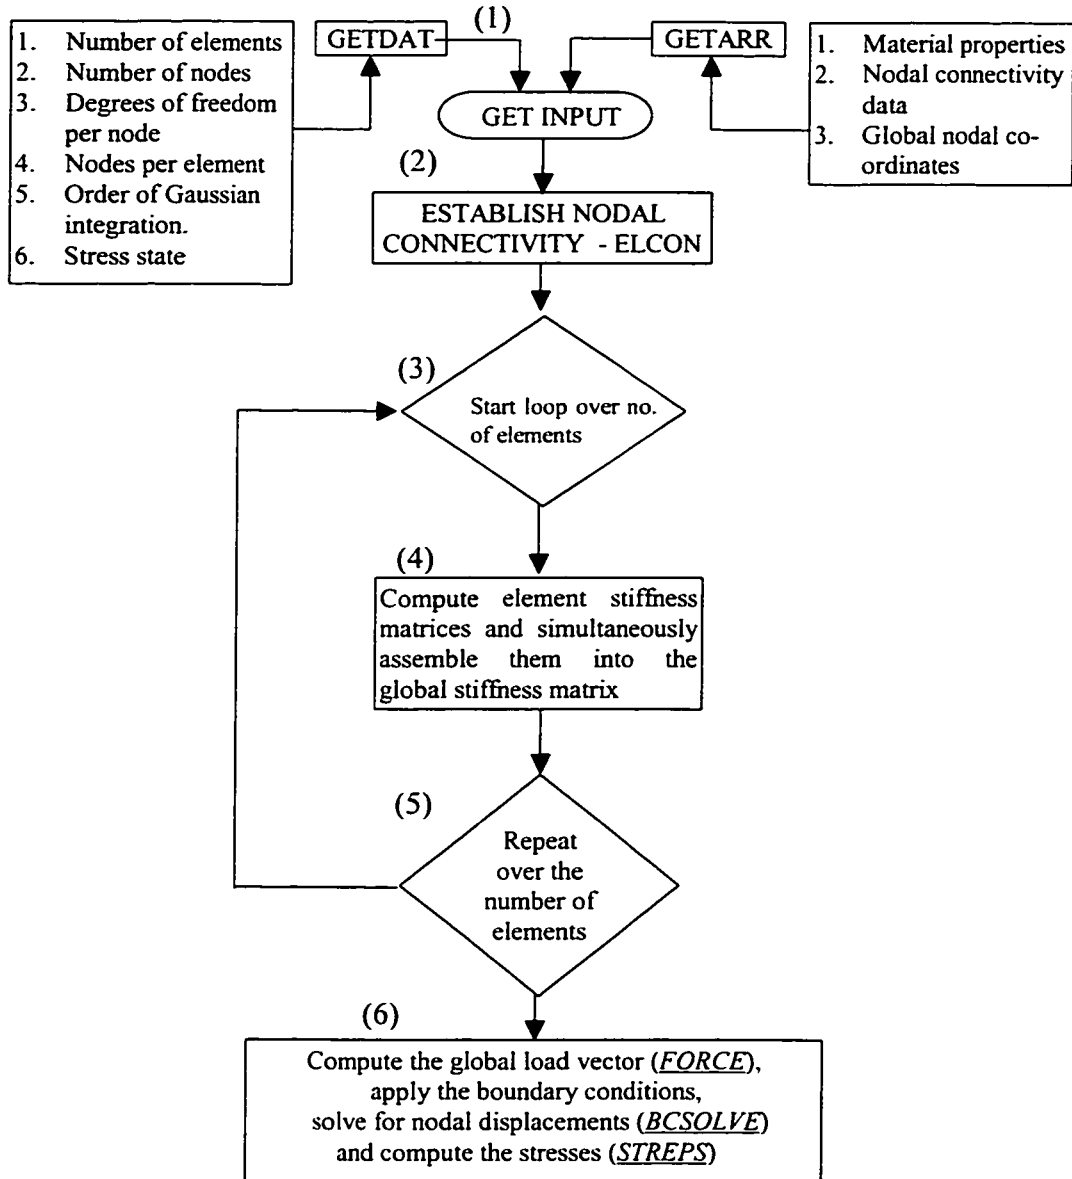 1. Number of elements
2. Number of nodes
3. Degrees of freedom
per node
4. Nodes per element
5. Order of Gaussian
integration.
6. Stress state
GETDAT
(1)
GETARR
1. Material properties
2. Nodal connectivity
data
3. Global nodal co-
ordinates
GET INPUT
(2)
ESTABLISH NODAL
CONNECTIVITY - ELCON
(3)
Start loop over no.
of elements
(4)
Compute element stiffness
matrices and simultaneously
assemble them into the
global stiffness matrix
(5)
Repeat
over the
number of
elements
(6)
Compute the global load vector (FORCE),
apply the boundary conditions,
solve for nodal displacements (BCSOLVE)
and compute the stresses (STREPS)